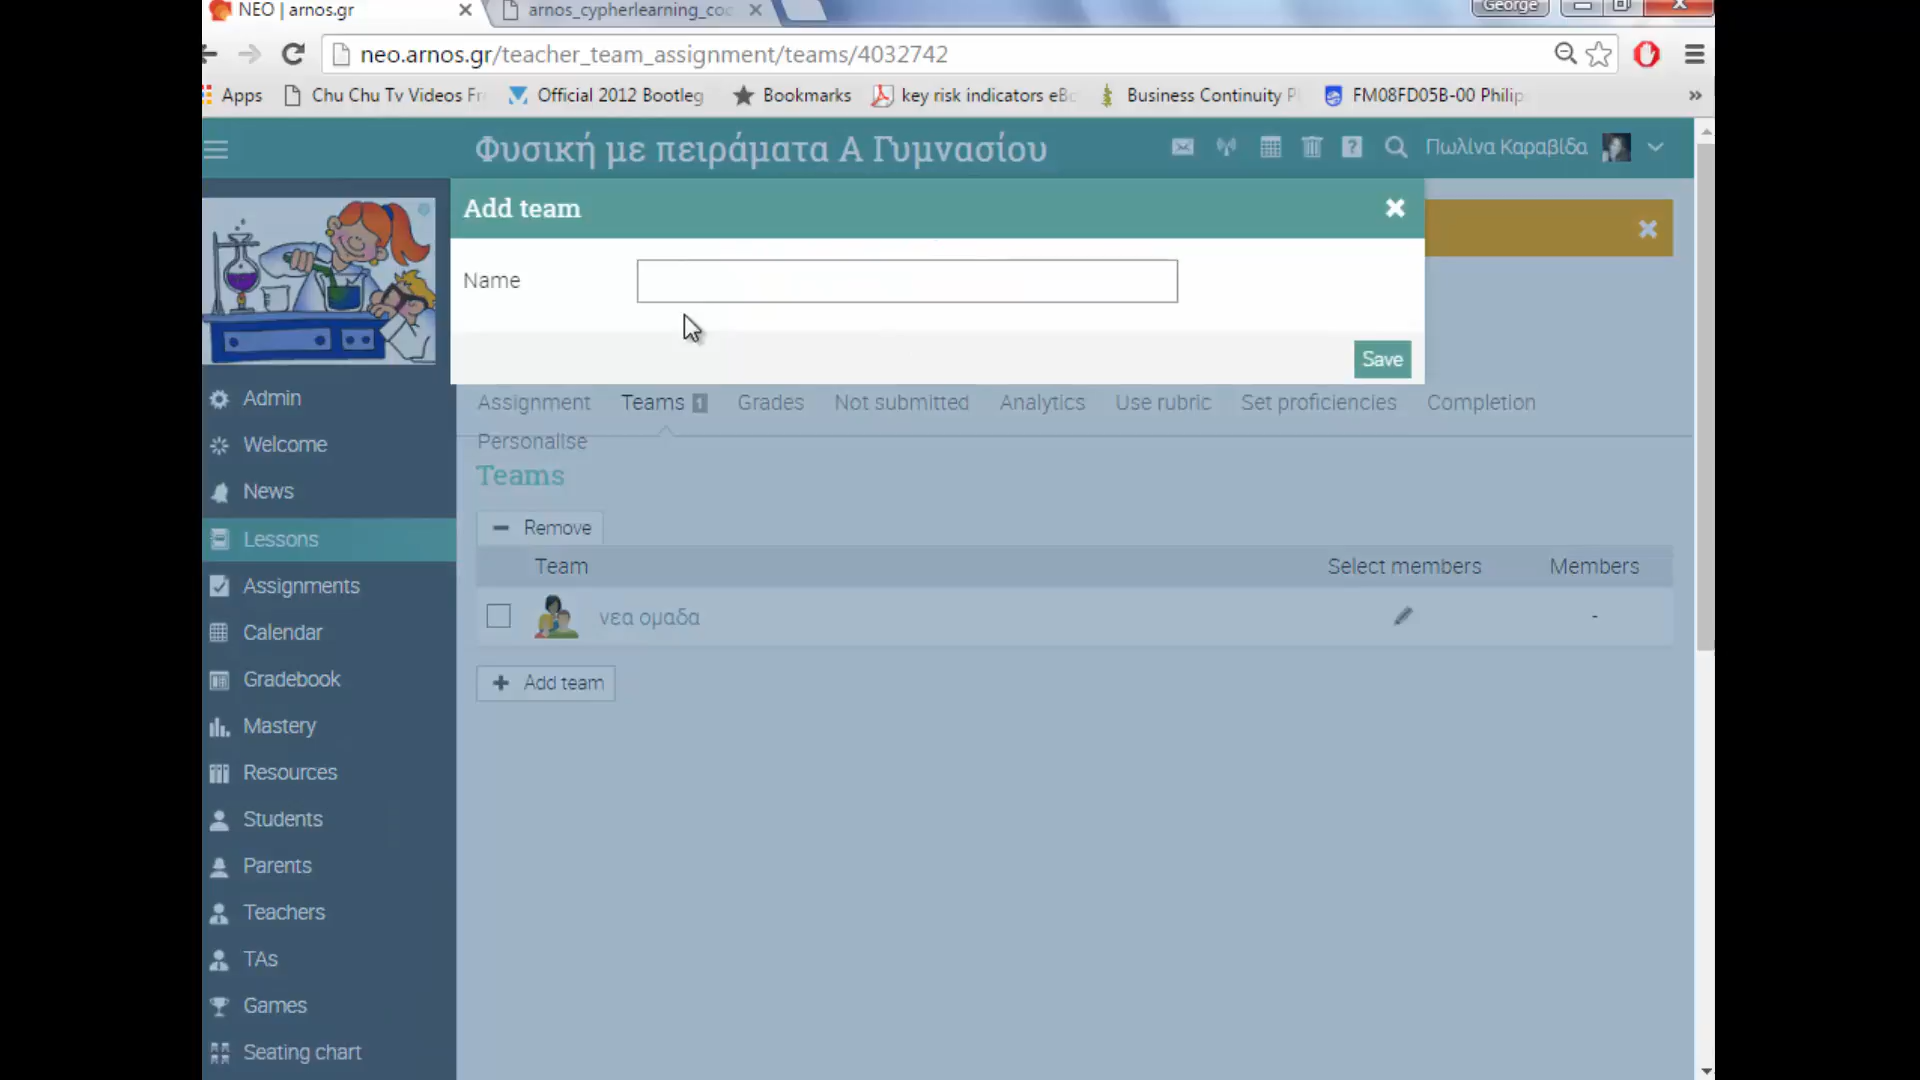 NEO | arnos.gr
arnos_cypherlearning_coo
George
neo.arnos.gr/teacher_team_assignment/teams/4032742
Apps
Chu Chu Tv Videos Fr
Official 2012 Bootleg
Bookmarks
key risk indicators eBo
Business Continuity P
FM08FD05B-00 Philip
»
Φυσική με πειράματα Α Γυμνασίου
Πωλίνα Καραβίδα
Add team
Name
Save
Admin
Welcome
News
Lessons
Assignments
Calendar
Gradebook
Mastery
Resources
Students
Parents
Teachers
TAs
Games
Seating chart
Assignment Teams 1 Grades Not submitted Analytics Use rubric Set proficiencies Completion
Personalise
Teams
Remove
Team Select members Members
νεα ομαδα -
Add team